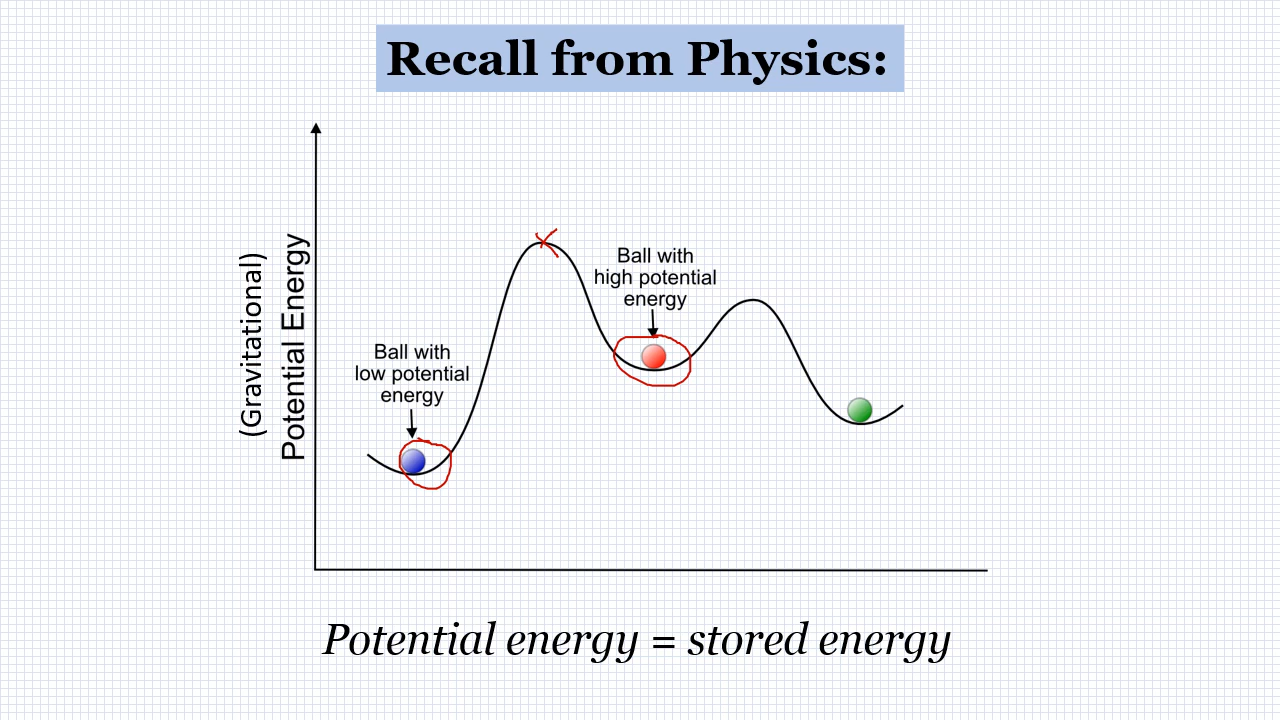 Recall from Physics:
(Gravitational)
Potential Energy
Ball with
high potential
energy
Ball with
low potential
energy
Potential energy = stored energy